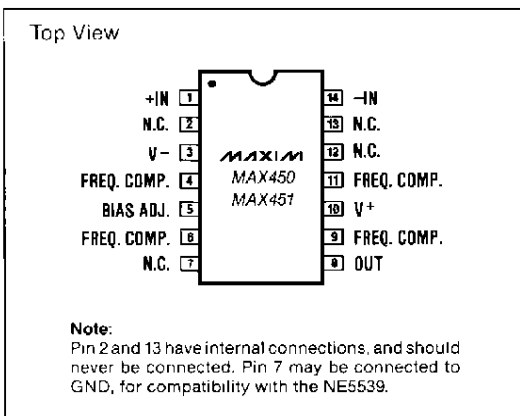 Top View
+IN 1
N.C. 2
V− 3
FREQ. COMP. 4
BIAS ADJ. 5
FREQ. COMP. 6
N.C. 7
MAXIM
MAX450
MAX451
14 −IN
13 N.C.
12 N.C.
11 FREQ. COMP.
10 V+
9 FREQ. COMP.
8 OUT
Note:
Pin 2 and 13 have internal connections, and should
never be connected. Pin 7 may be connected to
GND, for compatibility with the NE5539.